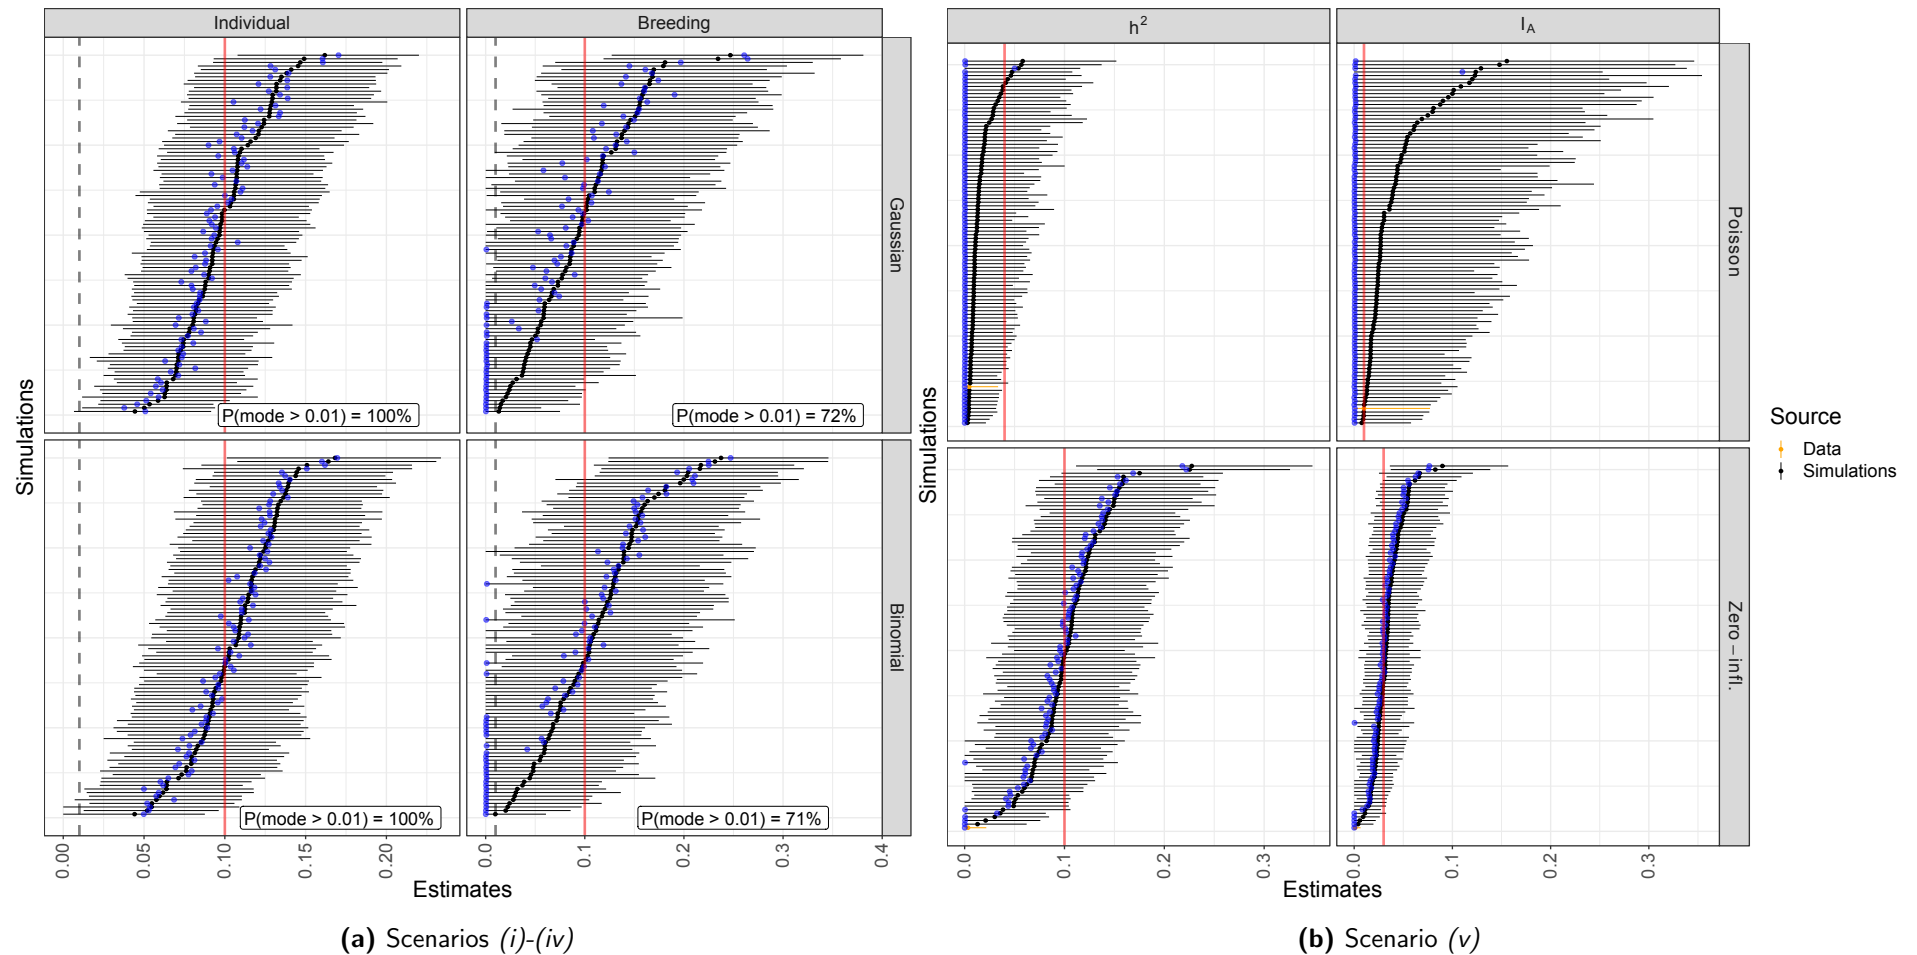 Individual
Breeding
Gaussian
Binomial
Simulations
P(mode > 0.01) = 100%
P(mode > 0.01) = 72%
P(mode > 0.01) = 100%
P(mode > 0.01) = 71%
0.00
0.05
0.10
0.15
0.20
0.0
0.1
0.2
0.3
0.4
Estimates
(a) Scenarios (i)-(iv)
h²
I_A
Poisson
Zero − infl.
Simulations
0.0
0.1
0.2
0.3
0.0
0.1
0.2
0.3
Estimates
Source
Data
Simulations
(b) Scenario (v)